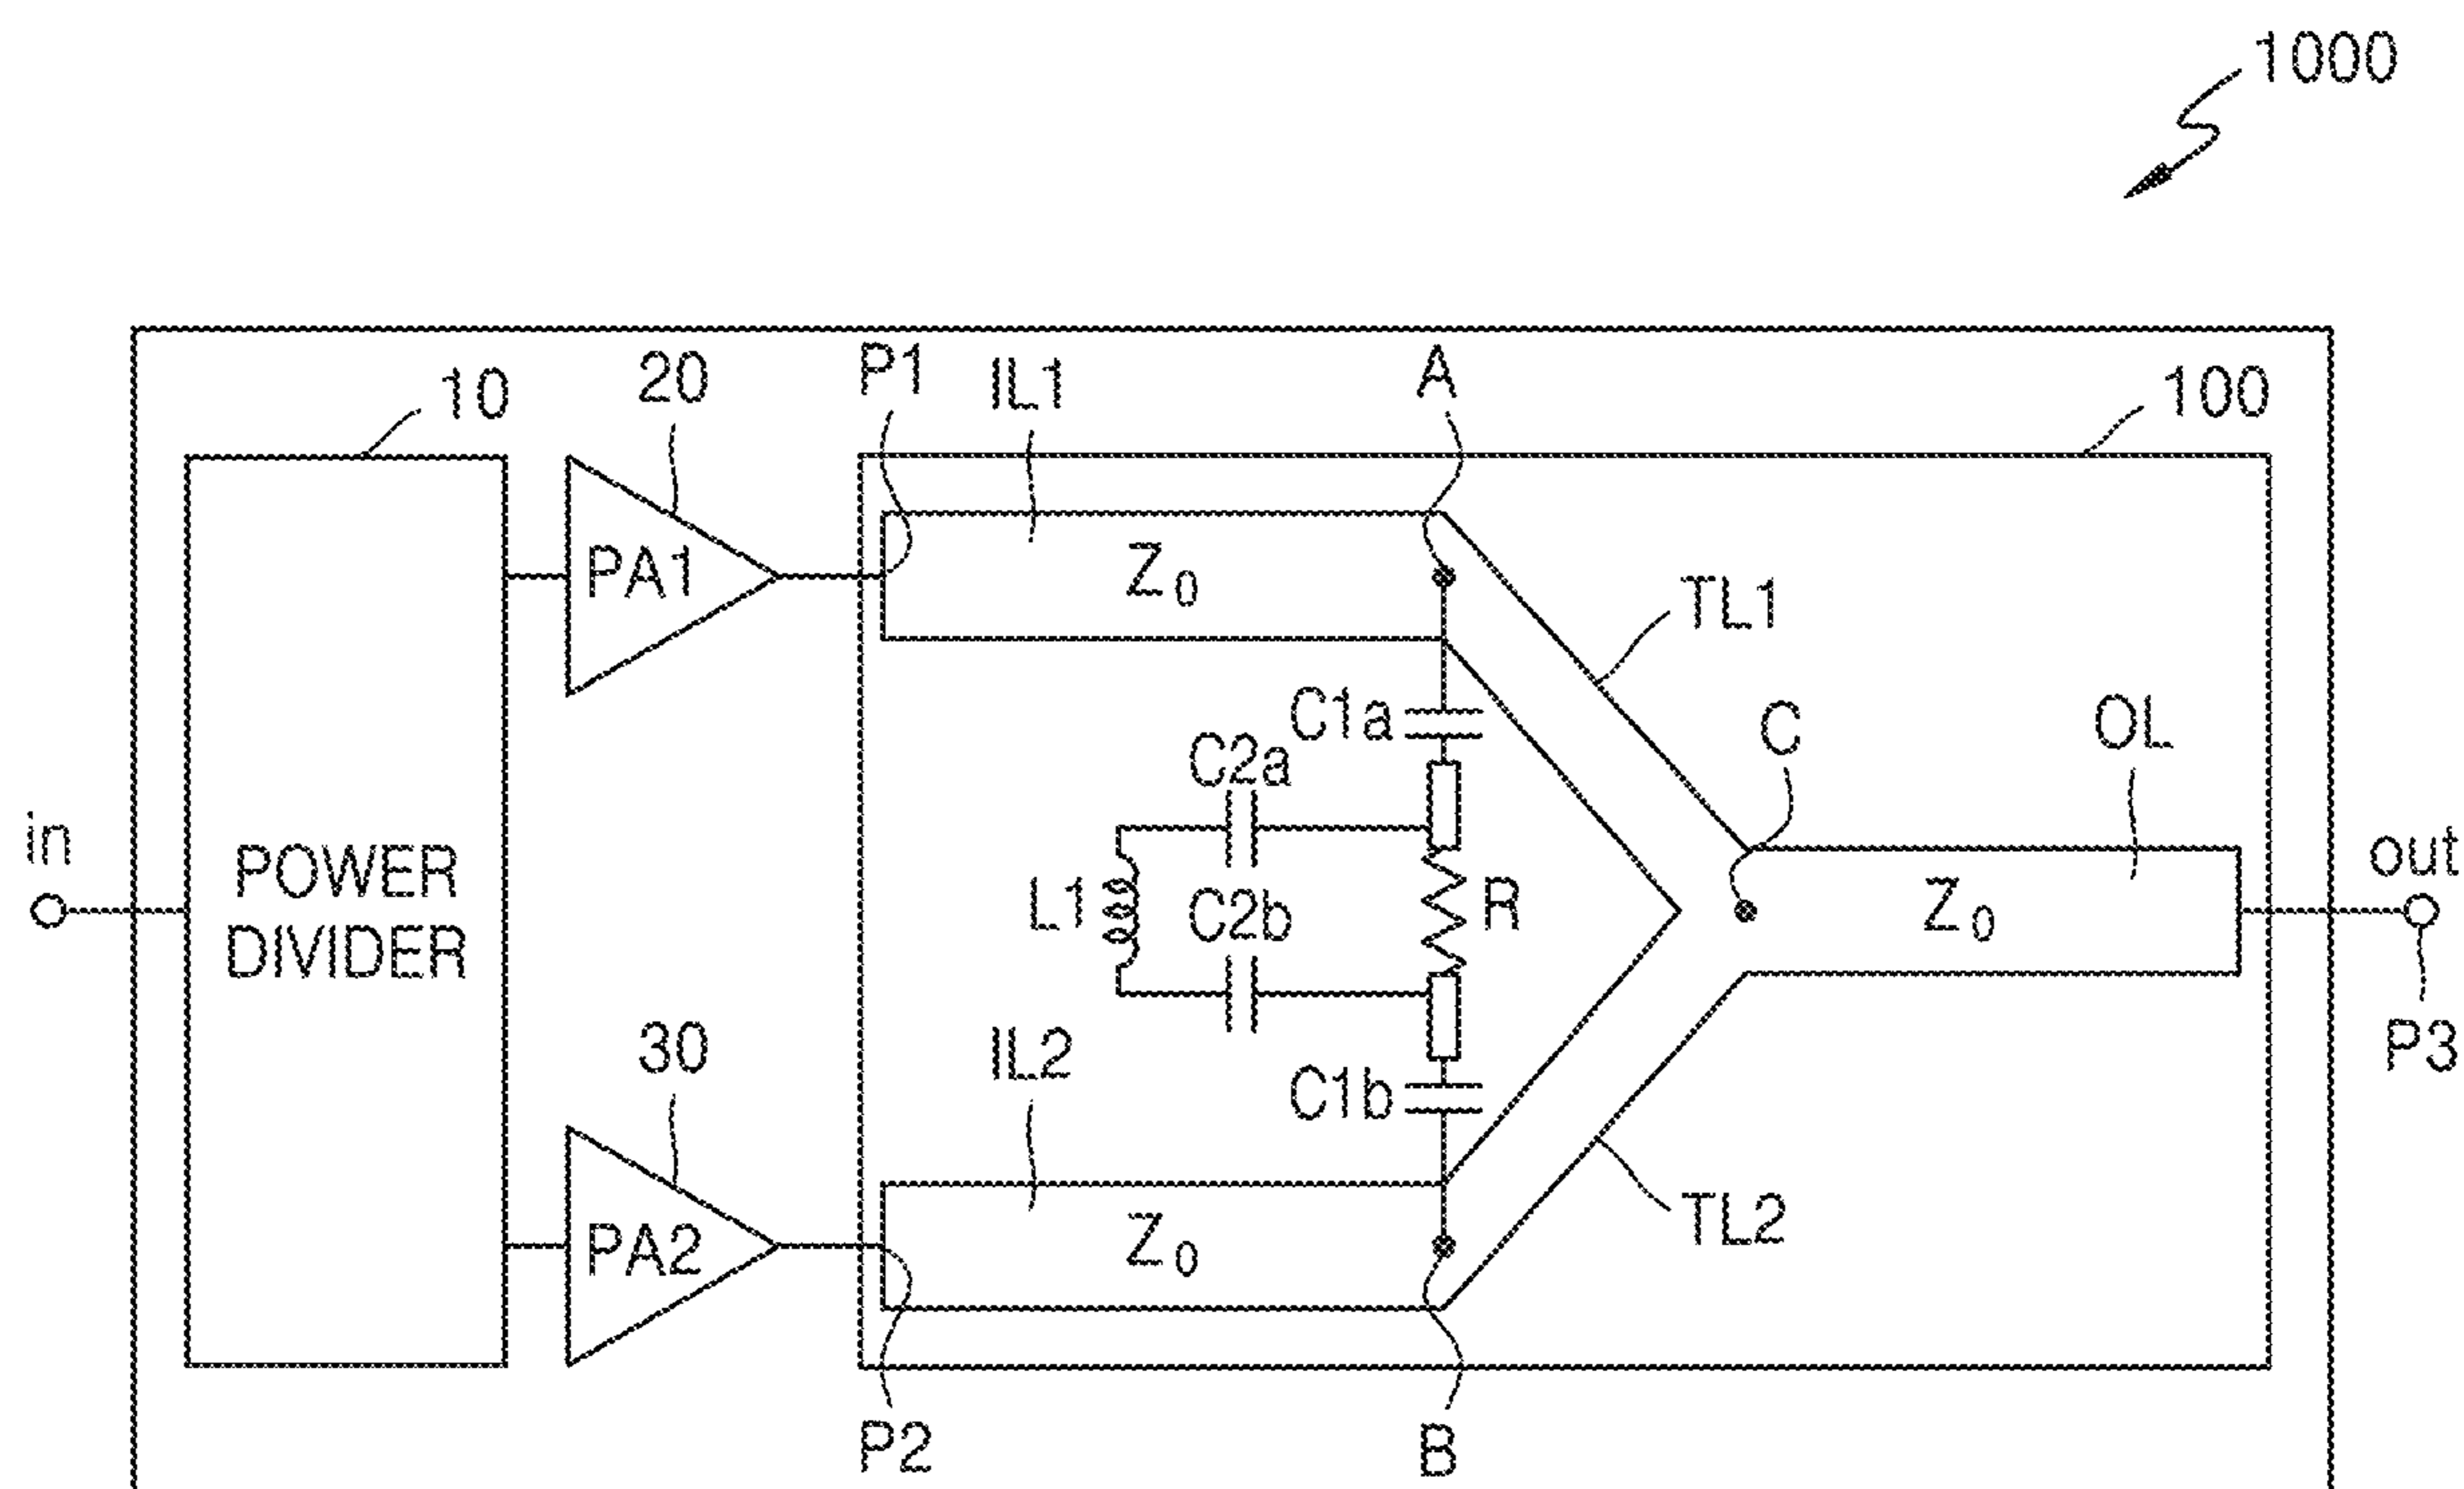 1000
10
20
P1
IL1
A
100
PA1
Z0
TL1
C1a
C
OL
C2a
in
POWER
DIVIDER
L1
C2b
R
Z0
out
P3
30
IL2
C1b
PA2
Z0
TL2
P2
B